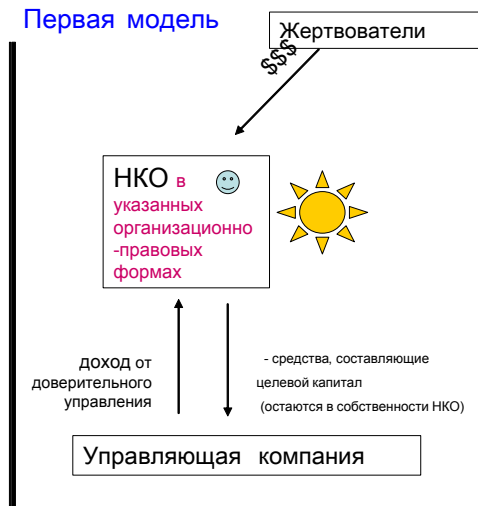 Первая модель
Жертвователи
$$$
НКО в
указанных
организационно
-правовых
формах
доход от
доверительного
управления
- средства, составляющие
целевой капитал
(остаются в собственности НКО)
Управляющая компания